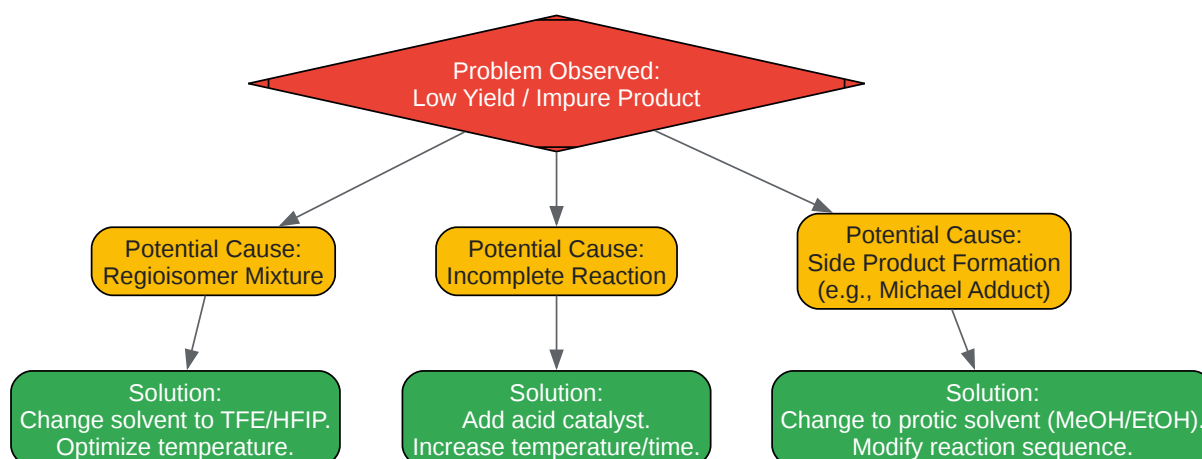 Problem Observed:
Low Yield / Impure Product
Potential Cause:
Regioisomer Mixture
Potential Cause:
Incomplete Reaction
Potential Cause:
Side Product Formation
(e.g., Michael Adduct)
Solution:
Change solvent to TFE/HFIP.
Optimize temperature.
Solution:
Add acid catalyst.
Increase temperature/time.
Solution:
Change to protic solvent (MeOH/EtOH).
Modify reaction sequence.